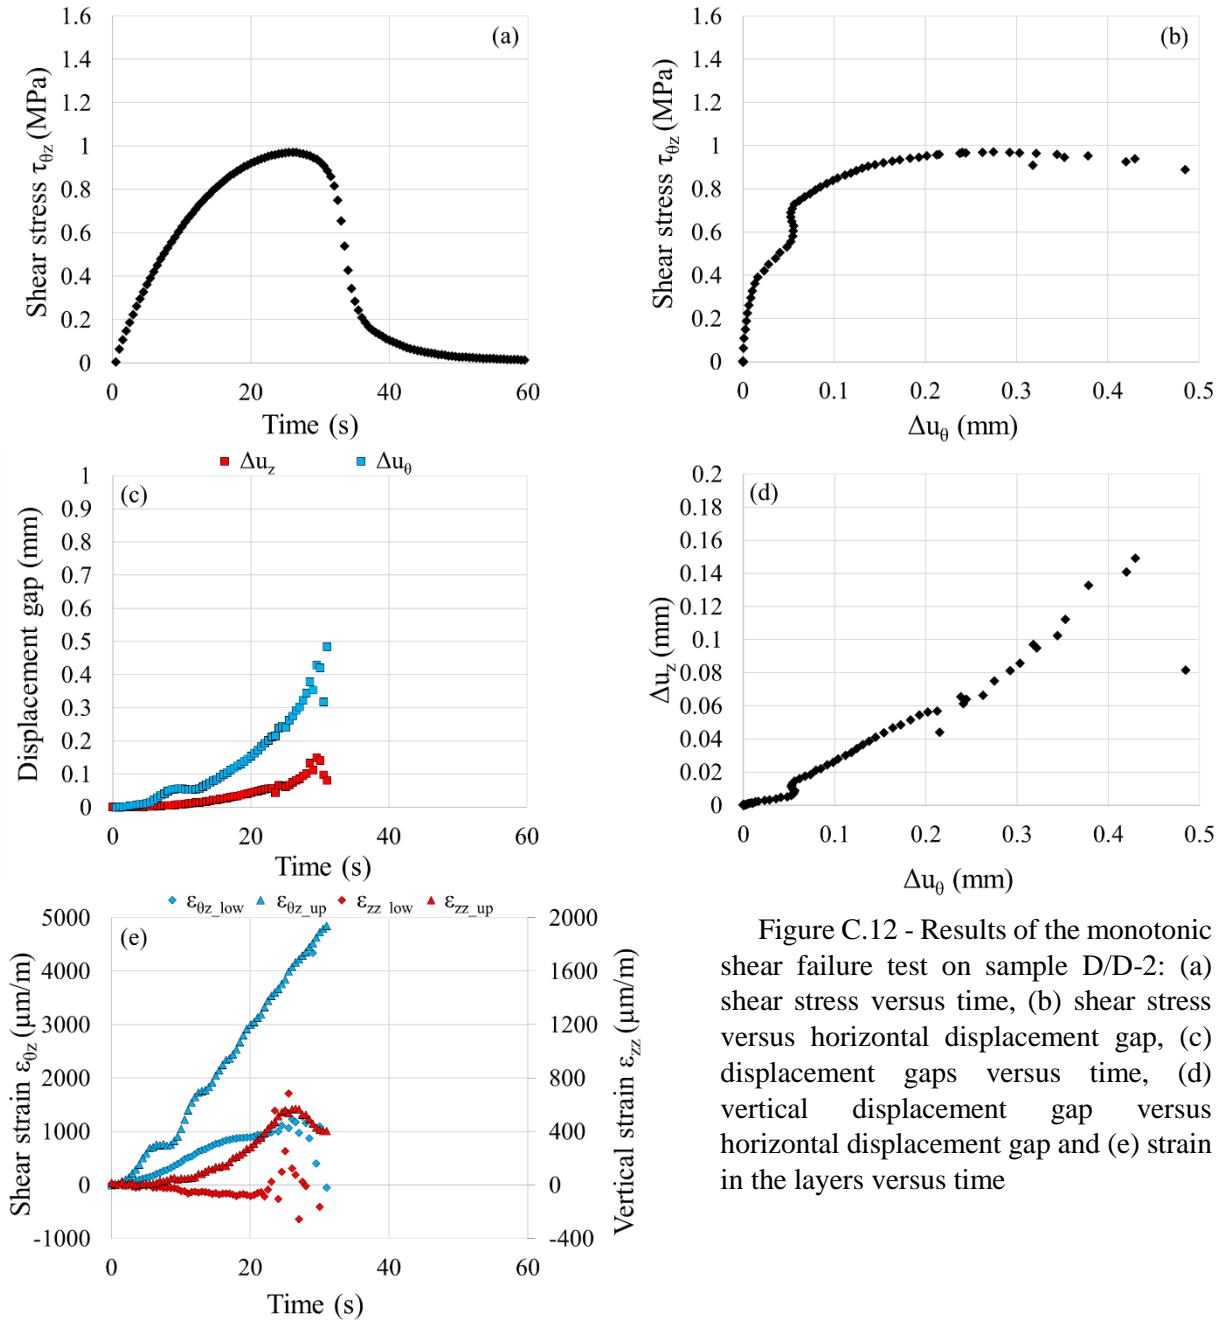 (a)
Shear stress τθz (MPa)
1.6
1.4
1.2
1
0.8
0.6
0.4
0.2
0
0 20 40 60
Time (s)
(b)
Shear stress τθz (MPa)
1.6
1.4
1.2
1
0.8
0.6
0.4
0.2
0
0 0.1 0.2 0.3 0.4 0.5
Δuθ (mm)
Δuz Δuθ
(c)
Displacement gap (mm)
1
0.9
0.8
0.7
0.6
0.5
0.4
0.3
0.2
0.1
0
0 20 40 60
Time (s)
(d)
Δuz (mm)
0.2
0.18
0.16
0.14
0.12
0.1
0.08
0.06
0.04
0.02
0
0 0.1 0.2 0.3 0.4 0.5
Δuθ (mm)
εθz_low εθz_up εzz_low εzz_up
(e)
Shear strain εθz (μm/m)
5000
4000
3000
2000
1000
0
-1000
2000
1600
1200
800
400
0
-400
Vertical strain εzz (μm/m)
0 20 40 60
Time (s)
Figure C.12 - Results of the monotonic
shear failure test on sample D/D-2: (a)
shear stress versus time, (b) shear stress
versus horizontal displacement gap, (c)
displacement gaps versus time, (d)
vertical displacement gap versus
horizontal displacement gap and (e) strain
in the layers versus time